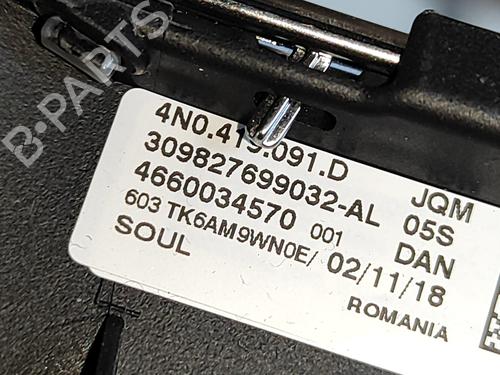 B-PARTS
4N0.419.091.D
309827699032-AL JQM
4660034570 001 05S
603 TK6AM9WN0E/ DAN
SOUL 02/11/18
ROMANIA